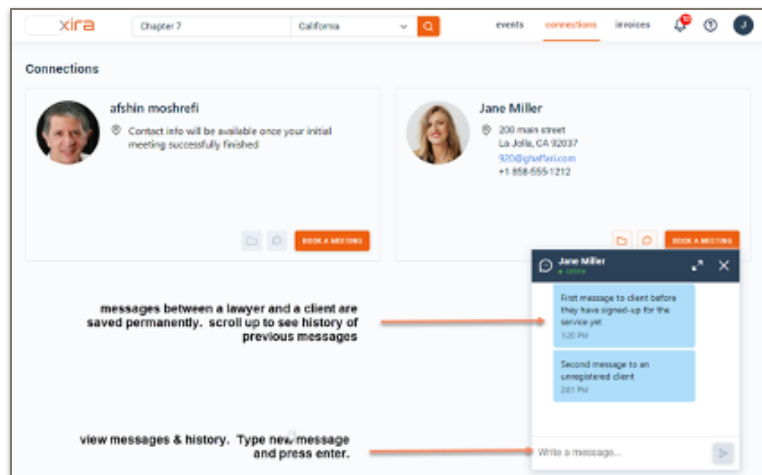 xira
Chapter 7
California
events
connections
invoices
10
J
Connections
afshin moshrefi
Contact info will be available once your initial
meeting successfully finished
BOOK A MEETING
Jane Miller
200 main street
La Jolla, CA 92037
920@ghaffari.com
+1 858-555-1212
BOOK A MEETING
Jane Miller
online
First message to client before
they have signed-up for the
service yet
1:20 PM
Second message to an
unregistered client
2:01 PM
Write a message...
messages between a lawyer and a client are
saved permanently. scroll up to see history of
previous messages
view messages & history. Type new message
and press enter.